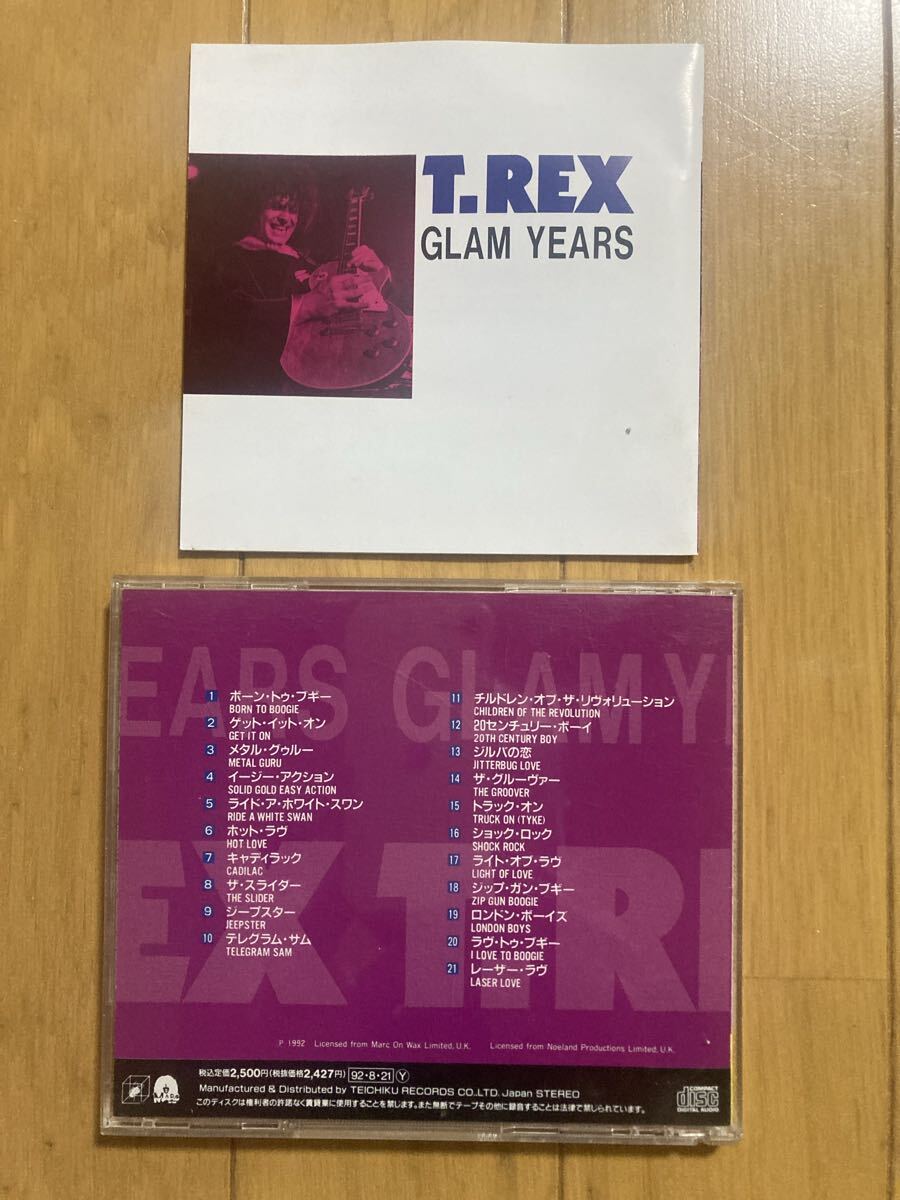 T.REX
GLAM YEARS
EARS GLAM YE
EX T.RE
1 ボーン・トゥ・ブギー
BORN TO BOOGIE
2 ゲット・イット・オン
GET IT ON
3 メタル・グゥルー
METAL GURU
4 イージー・アクション
SOLID GOLD EASY ACTION
5 ライド・ア・ホワイト・スワン
RIDE A WHITE SWAN
6 ホット・ラヴ
HOT LOVE
7 キャディラック
CADILAC
8 ザ・スライダー
THE SLIDER
9 ジープスター
JEEPSTER
10 テレグラム・サム
TELEGRAM SAM
11 チルドレン・オブ・ザ・リヴォリューション
CHILDREN OF THE REVOLUTION
12 20センチュリー・ボーイ
20TH CENTURY BOY
13 ジルバの恋
JITTERBUG LOVE
14 ザ・グルーヴァー
THE GROOVER
15 トラック・オン
TRUCK ON (TYKE)
16 ショック・ロック
SHOCK ROCK
17 ライト・オブ・ラヴ
LIGHT OF LOVE
18 ジップ・ガン・ブギー
ZIP GUN BOOGIE
19 ロンドン・ボーイズ
LONDON BOYS
20 ラヴ・トゥ・ブギー
I LOVE TO BOOGIE
21 レーザー・ラヴ
LASER LOVE
P 1992 Licensed from Marc On Wax Limited, U.K. Licensed from Noeland Productions Limited, U.K.
税込定価2,500円(税抜価格2,427円) 92・8・21 Y
Manufactured & Distributed by TEICHIKU RECORDS CO.LTD. Japan STEREO
このディスクは権利者の許諾なく賃貸業に使用することを禁じます。また無断でテープその他に録音することは法律で禁じられています。
COMPACT
disc
DIGITAL AUDIO